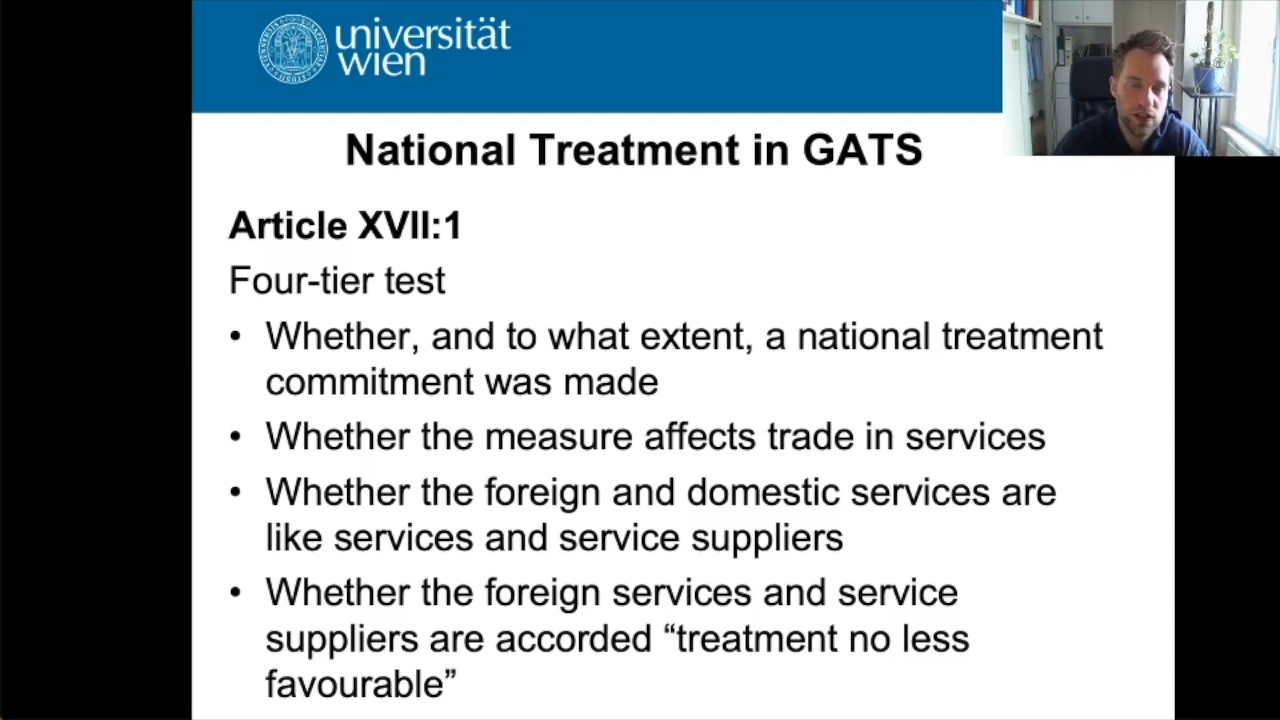 universität
wien
National Treatment in GATS
Article XVII:1
Four-tier test
• Whether, and to what extent, a national treatment
commitment was made
• Whether the measure affects trade in services
• Whether the foreign and domestic services are
like services and service suppliers
• Whether the foreign services and service
suppliers are accorded “treatment no less
favourable”